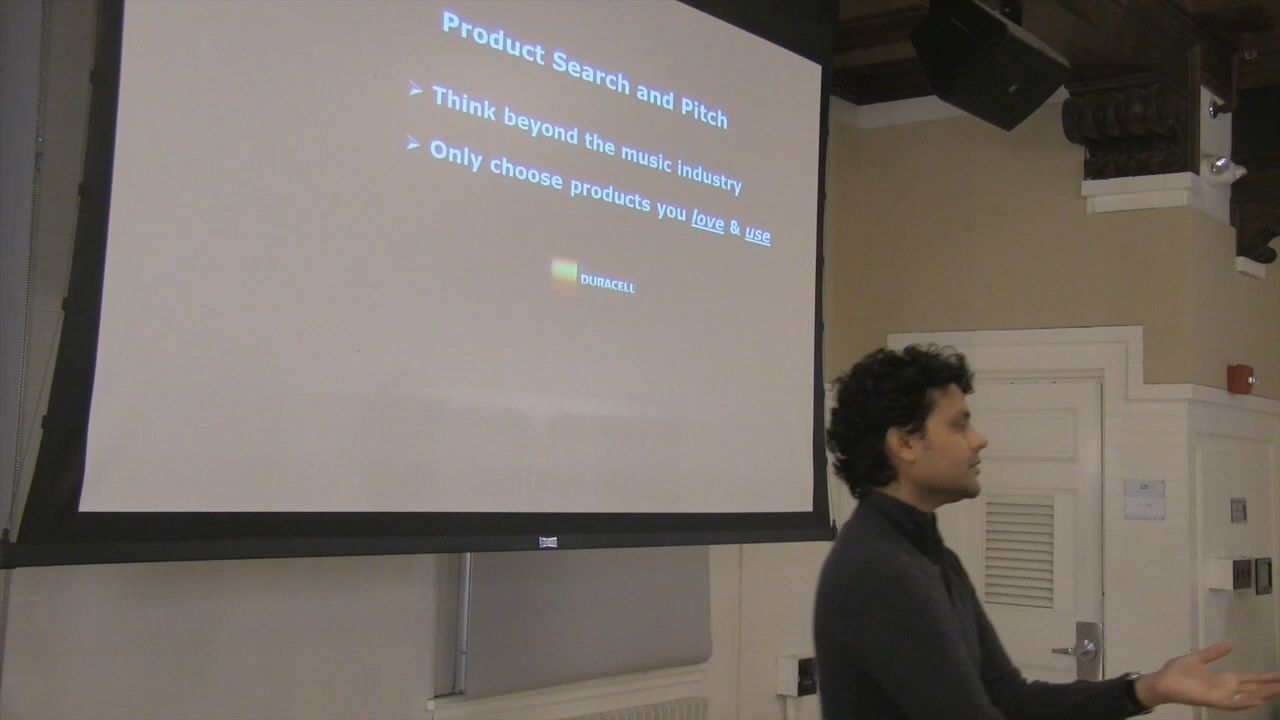 Product Search and Pitch
➢ Think beyond the music industry
➢ Only choose products you love & use
DURACELL